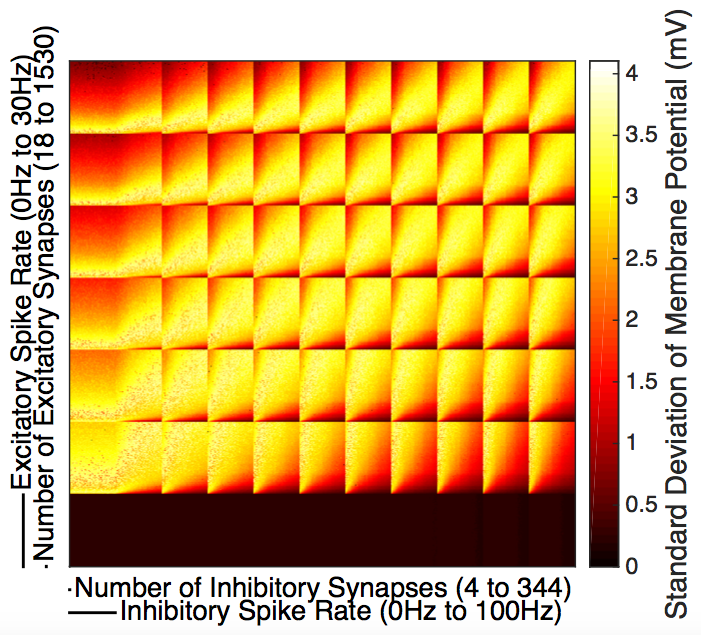 Excitatory Spike Rate (0Hz to 30Hz)
·Number of Excitatory Synapses (18 to 1530)
4
3.5
3
2.5
2
1.5
1
0.5
0
Standard Deviation of Membrane Potential (mV)
·Number of Inhibitory Synapses (4 to 344)
Inhibitory Spike Rate (0Hz to 100Hz)